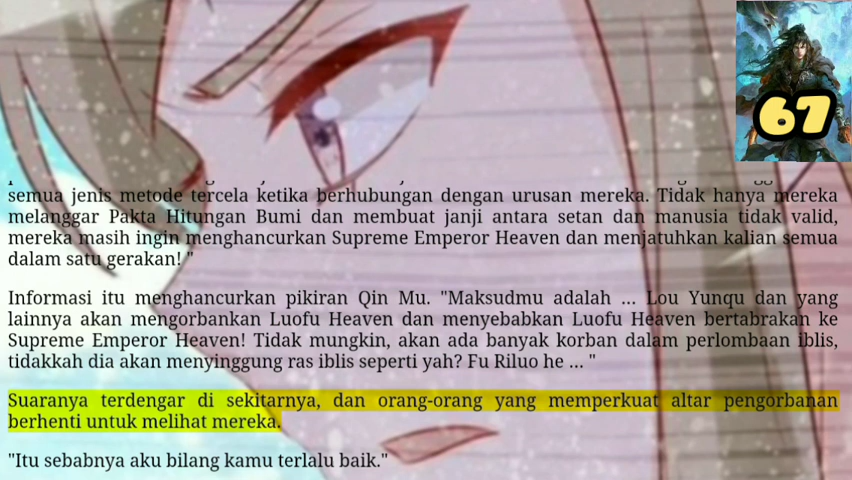 67
semua jenis metode tercela ketika berhubungan dengan urusan mereka. Tidak hanya mereka
melanggar Pakta Hitungan Bumi dan membuat janji antara setan dan manusia tidak valid,
mereka masih ingin menghancurkan Supreme Emperor Heaven dan menjatuhkan kalian semua
dalam satu gerakan! "
Informasi itu menghancurkan pikiran Qin Mu. "Maksudmu adalah ... Lou Yunqu dan yang
lainnya akan mengorbankan Luofu Heaven dan menyebabkan Luofu Heaven bertabrakan ke
Supreme Emperor Heaven! Tidak mungkin, akan ada banyak korban dalam perlombaan iblis,
tidakkah dia akan menyinggung ras iblis seperti yah? Fu Riluo he ... "
Suaranya terdengar di sekitarnya, dan orang-orang yang memperkuat altar pengorbanan
berhenti untuk melihat mereka.
"Itu sebabnya aku bilang kamu terlalu baik."